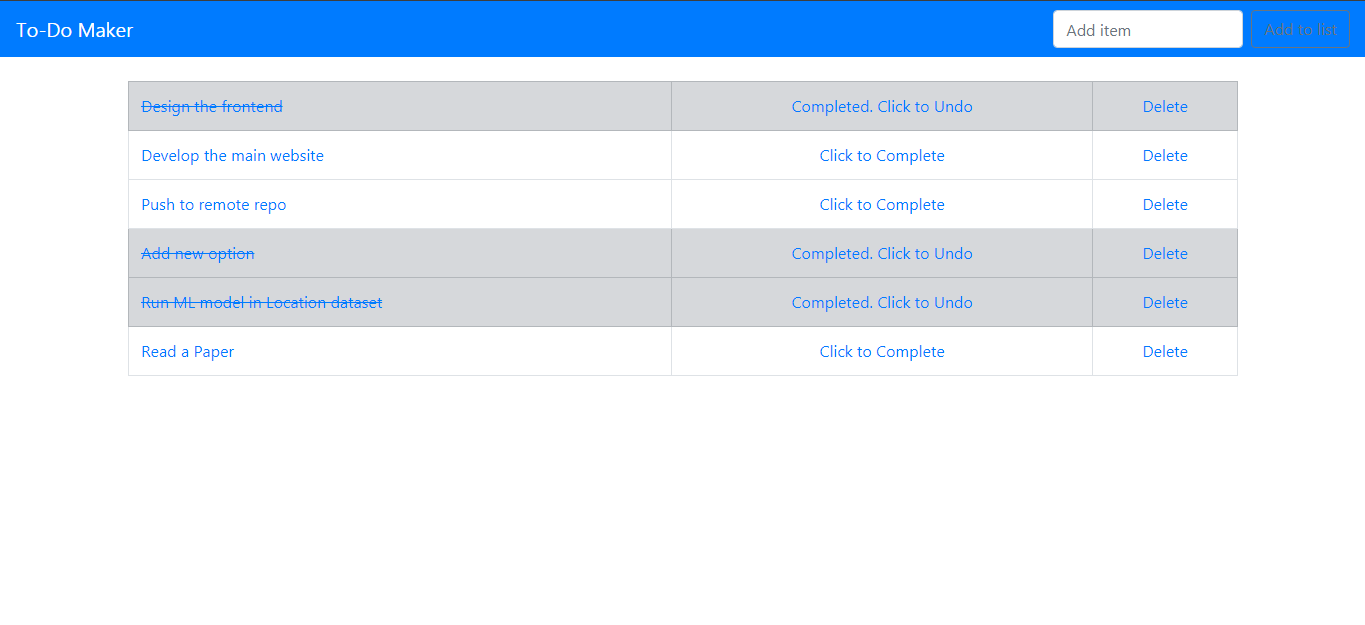 To-Do Maker Add item Add to list
Design the frontend Completed. Click to Undo Delete
Develop the main website Click to Complete Delete
Push to remote repo Click to Complete Delete
Add new option Completed. Click to Undo Delete
Run ML model in Location dataset Completed. Click to Undo Delete
Read a Paper Click to Complete Delete